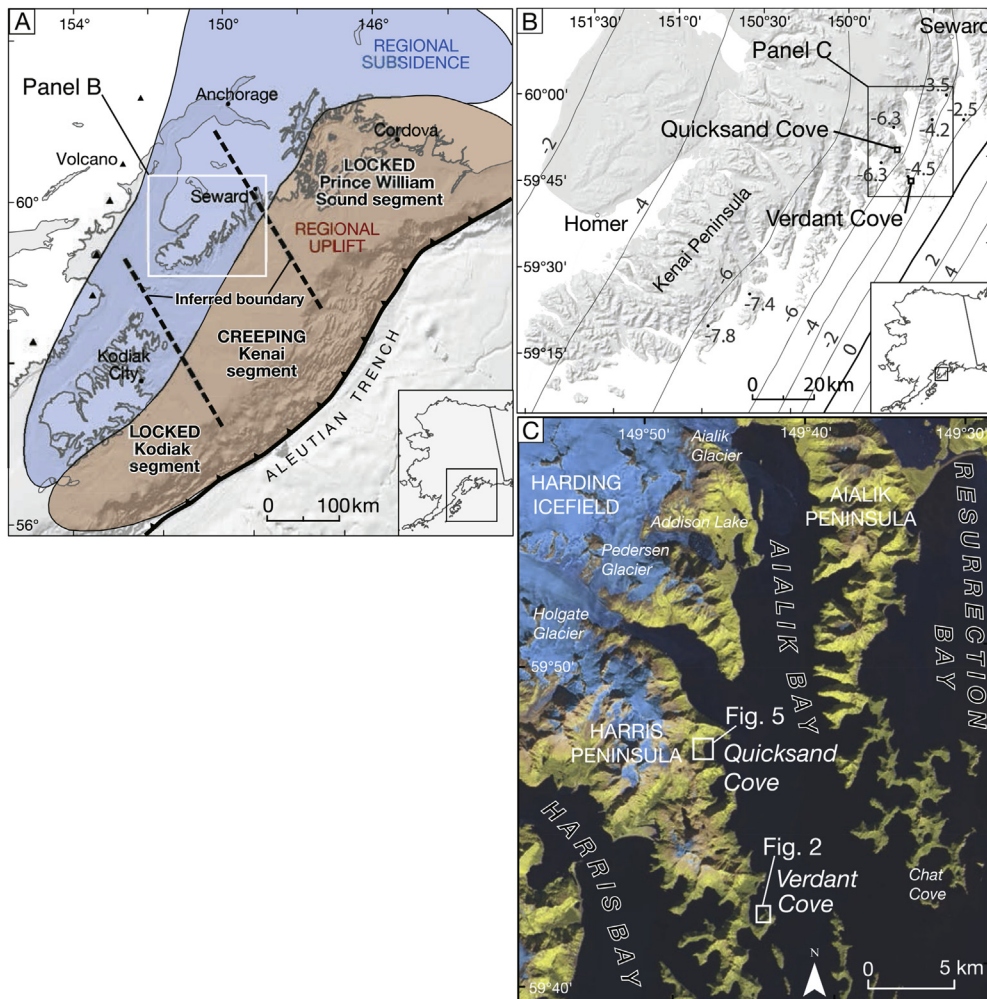 A
154°
150°
146°
REGIONAL
SUBSIDENCE
Panel B
Anchorage
Cordova
Volcano
LOCKED
Prince William
Sound segment
60°
Seward
REGIONAL
UPLIFT
Inferred boundary
CREEPING
Kenai
segment
Kodiak
City
LOCKED
Kodiak
segment
ALEUTIAN TRENCH
0 100 km
56°
B
151°30'
151°00'
150°30'
150°00'
Seward
Panel C
60°00'
3.5
-2.5
-6.3
-4.2
Quicksand Cove
-2
-6.3
-4.5
59°45'
-4
Verdant Cove
Homer
Kenai Peninsula
2
4
59°30'
-6
-7.4
-6
-4
-2
0
-7.8
59°15'
0 20 km
C
149°50'
149°40'
149°30'
Aialik
Glacier
HARDING
ICEFIELD
AIALIK
PENINSULA
Addison Lake
Pedersen
Glacier
AIALIK BAY
RESURRECTION
BAY
Holgate
Glacier
59°50'
Fig. 5
HARRIS
PENINSULA
Quicksand
Cove
HARRIS BAY
Fig. 2
Verdant
Cove
Chat
Cove
N
0 5 km
59°40'